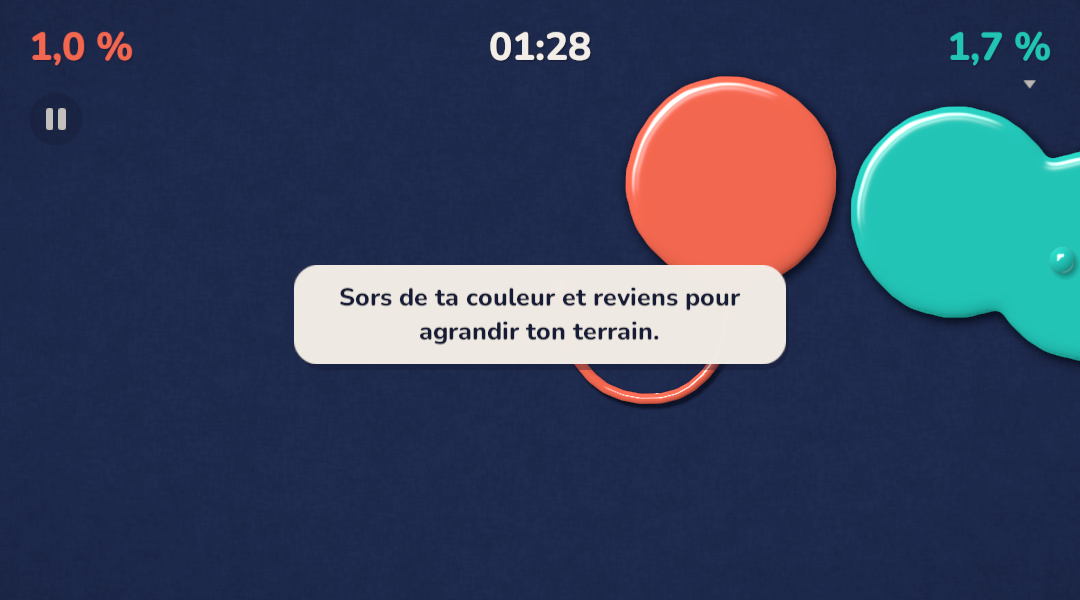 1,0 %
01:28
1,7 %
Sors de ta couleur et reviens pour
agrandir ton terrain.